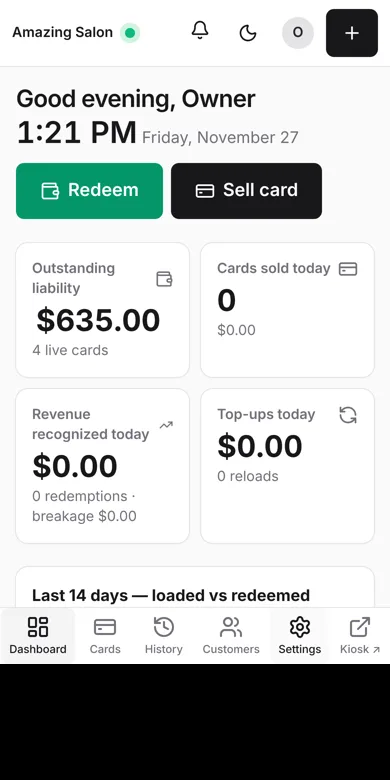 Amazing Salon
O
+
Good evening, Owner
1:21 PM Friday, November 27
Redeem
Sell card
Outstanding
liability
$635.00
4 live cards
Cards sold today
0
$0.00
Revenue
recognized today
$0.00
0 redemptions ·
breakage $0.00
Top-ups today
$0.00
0 reloads
Last 14 days — loaded vs redeemed
Dashboard
Cards
History
Customers
Settings
Kiosk ↗